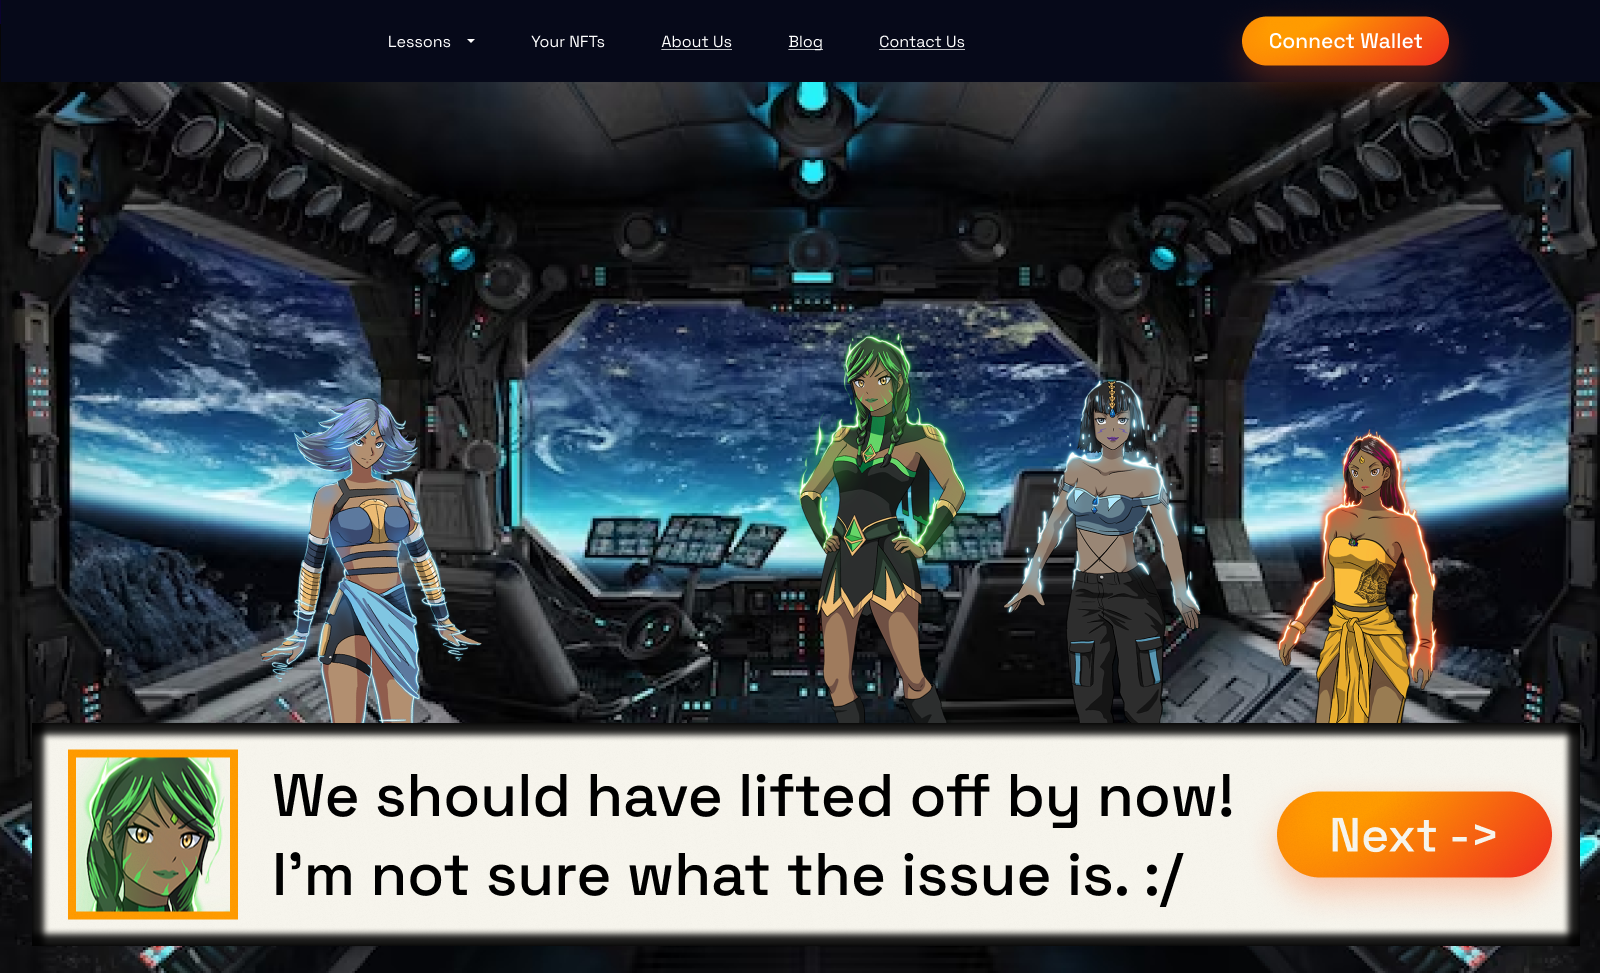 Lessons
Your NFTs
About Us
Blog
Contact Us
Connect Wallet
We should have lifted off by now!
I'm not sure what the issue is. :/
Next ->